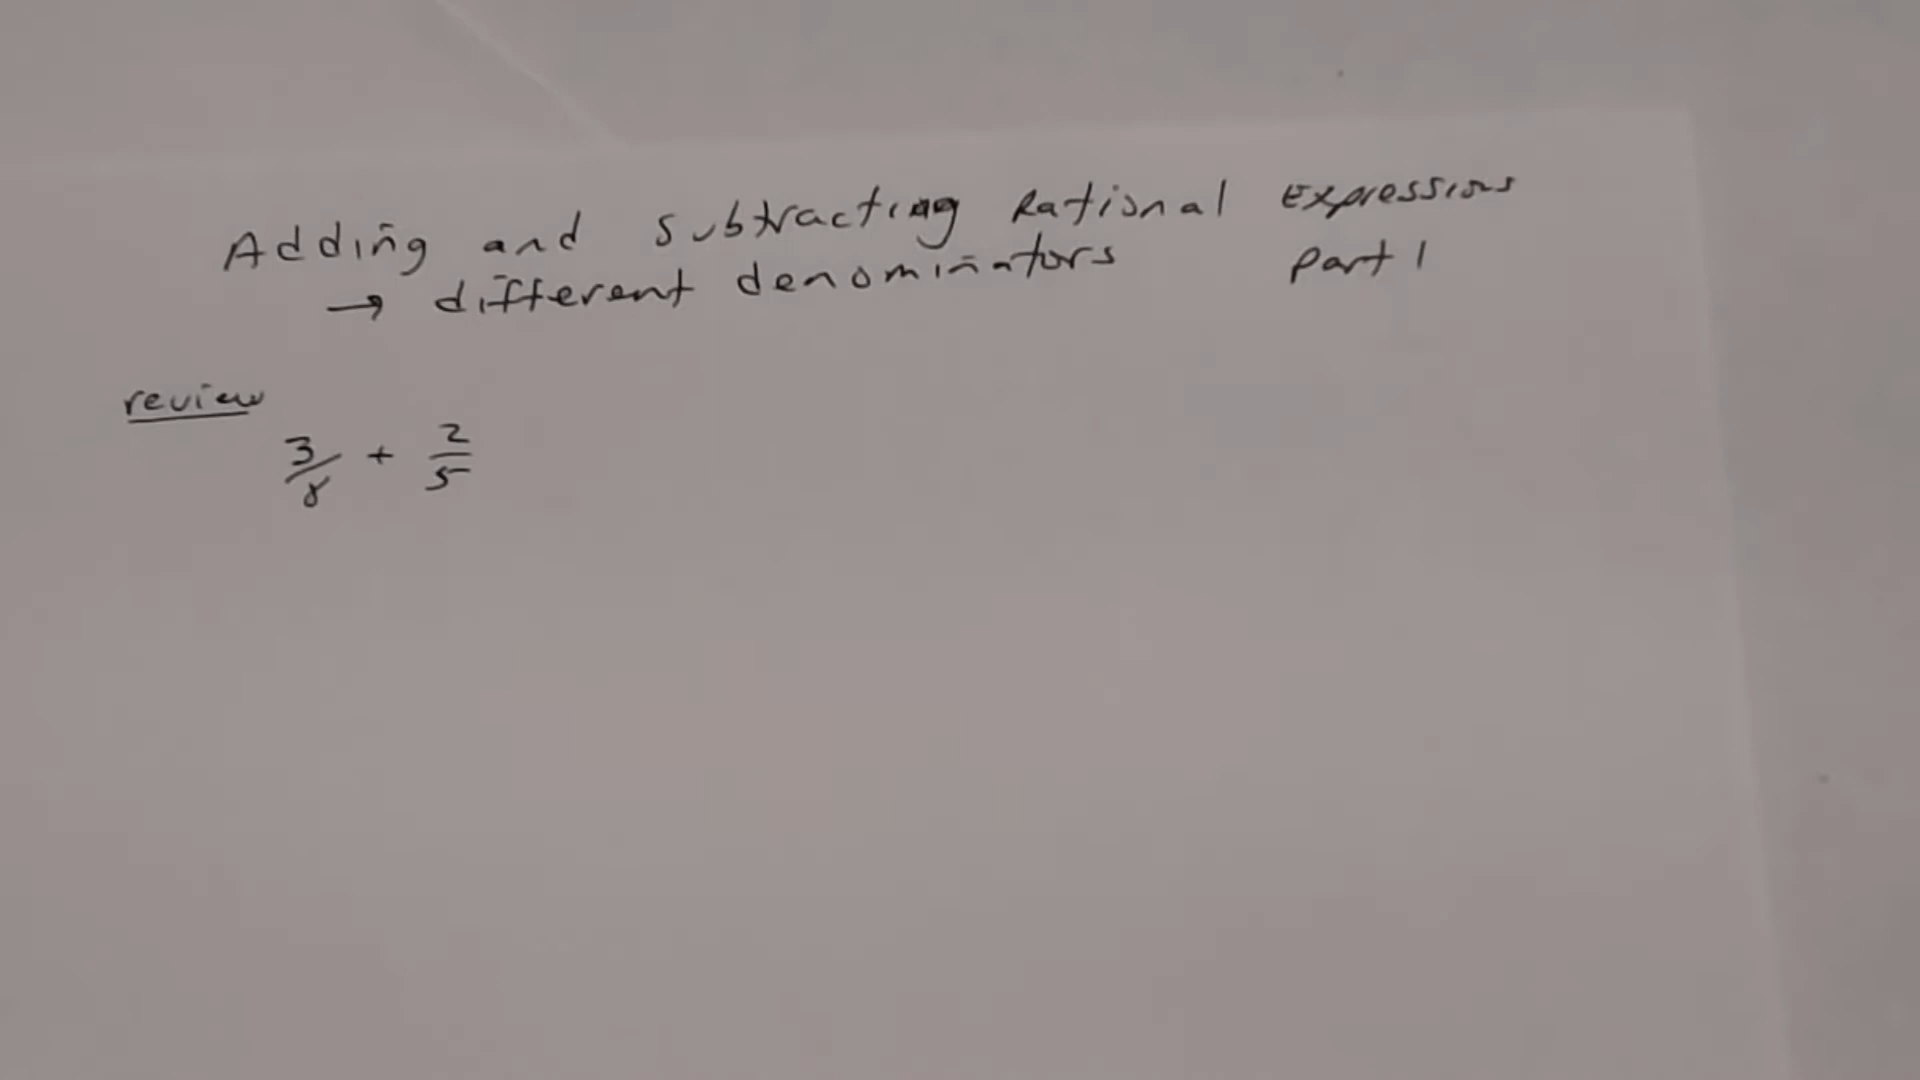 Adding and Subtracting Rational Expressions
→ different denominators Part 1
review
3/8 + 2/5